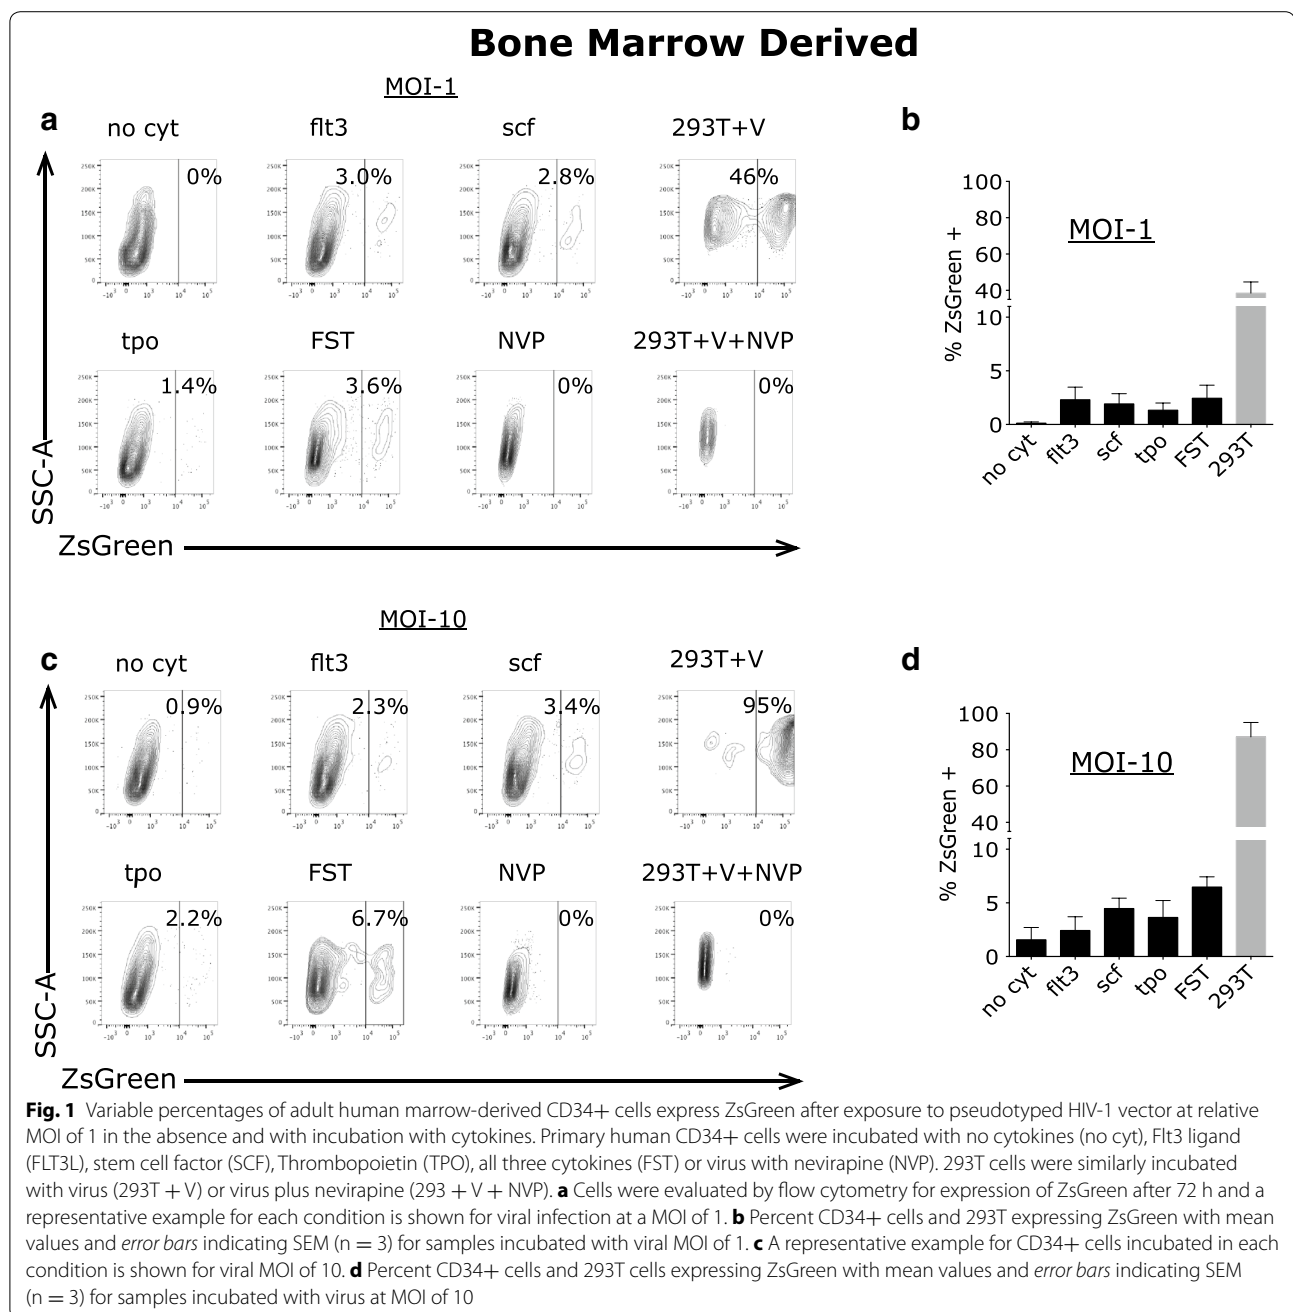 Bone Marrow Derived
MOI-1
a
no cyt
flt3
scf
293T+V
0%
3.0%
2.8%
46%
tpo
FST
NVP
293T+V+NVP
1.4%
3.6%
0%
0%
SSC-A
ZsGreen
b
MOI-1
% ZsGreen +
100
80
60
40
10
5
0
no cyt
flt3
scf
tpo
FST
293T
MOI-10
c
no cyt
flt3
scf
293T+V
0.9%
2.3%
3.4%
95%
tpo
FST
NVP
293T+V+NVP
2.2%
6.7%
0%
0%
SSC-A
ZsGreen
d
MOI-10
% ZsGreen +
100
80
60
40
10
5
0
no cyt
flt3
scf
tpo
FST
293T
Fig. 1 Variable percentages of adult human marrow-derived CD34+ cells express ZsGreen after exposure to pseudotyped HIV-1 vector at relative
MOI of 1 in the absence and with incubation with cytokines. Primary human CD34+ cells were incubated with no cytokines (no cyt), Flt3 ligand
(FLT3L), stem cell factor (SCF), Thrombopoietin (TPO), all three cytokines (FST) or virus with nevirapine (NVP). 293T cells were similarly incubated
with virus (293T + V) or virus plus nevirapine (293 + V + NVP). a Cells were evaluated by flow cytometry for expression of ZsGreen after 72 h and a
representative example for each condition is shown for viral infection at a MOI of 1. b Percent CD34+ cells and 293T expressing ZsGreen with mean
values and error bars indicating SEM (n = 3) for samples incubated with viral MOI of 1. c A representative example for CD34+ cells incubated in each
condition is shown for viral MOI of 10. d Percent CD34+ cells and 293T cells expressing ZsGreen with mean values and error bars indicating SEM
(n = 3) for samples incubated with virus at MOI of 10